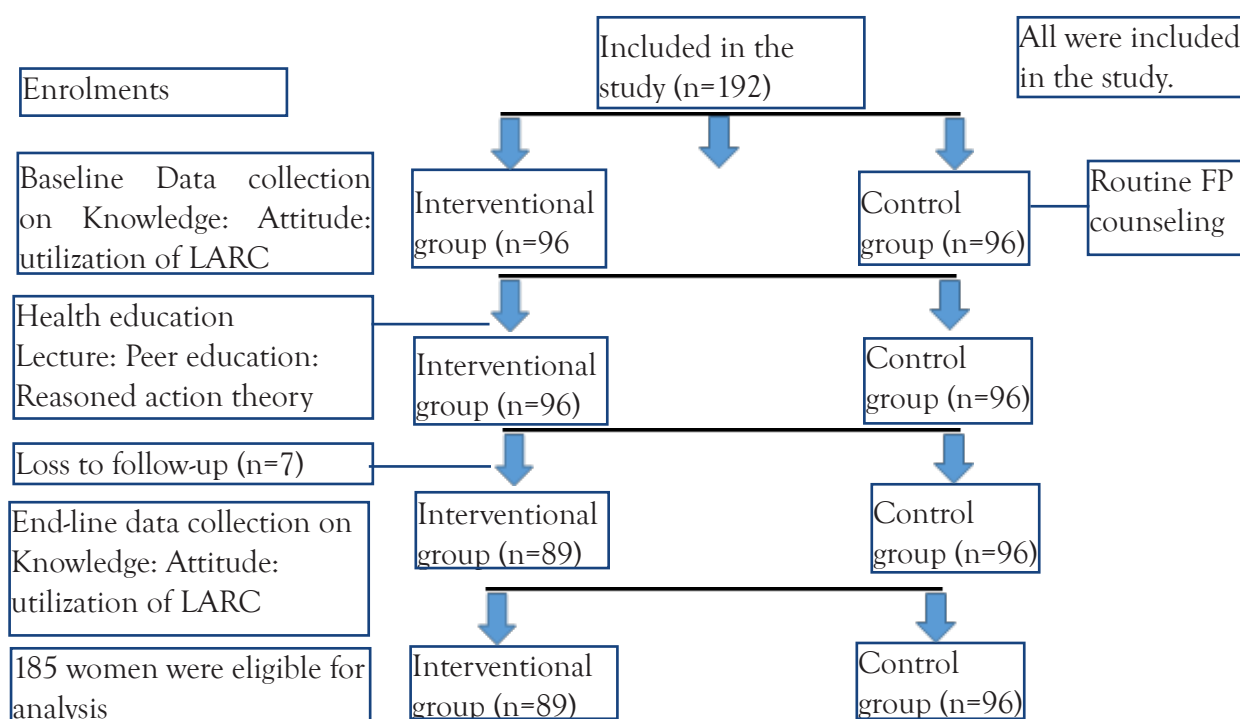 Included in the
study (n=192)
All were included
in the study.
Enrolments
Baseline Data collection
on Knowledge: Attitude:
utilization of LARC
Interventional
group (n=96
Control
group (n=96)
Routine FP
counseling
Health education
Lecture: Peer education:
Reasoned action theory
Interventional
group (n=96)
Control
group (n=96)
Loss to follow-up (n=7)
End-line data collection on
Knowledge: Attitude:
utilization of LARC
Interventional
group (n=89)
Control
group (n=96)
185 women were eligible for
analysis
Interventional
group (n=89)
Control
group (n=96)